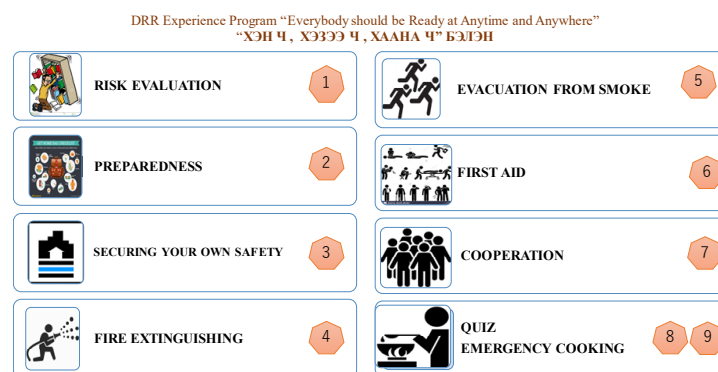 DRR Experience Program “Everybody should be Ready at Anytime and Anywhere”
“ХЭН Ч , ХЭЗЭЭ Ч , ХААНА Ч” БЭЛЭН
RISK EVALUATION 1
PREPAREDNESS 2
SECURING YOUR OWN SAFETY 3
FIRE EXTINGUISHING 4
EVACUATION FROM SMOKE 5
FIRST AID 6
COOPERATION 7
QUIZ
EMERGENCY COOKING 8 9